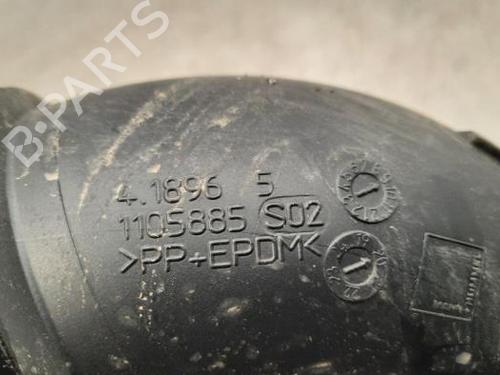 B-PARTS
4.1896 5
1105885 S02
>PP+EPDM<